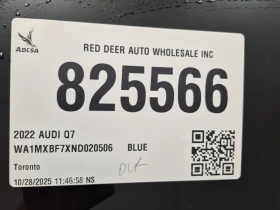 ADESA
RED DEER AUTO WHOLESALE INC
825566
2022 AUDI Q7
WA1MXBF7XND020506 BLUE
Toronto
10/28/2025 11:46:58 NS